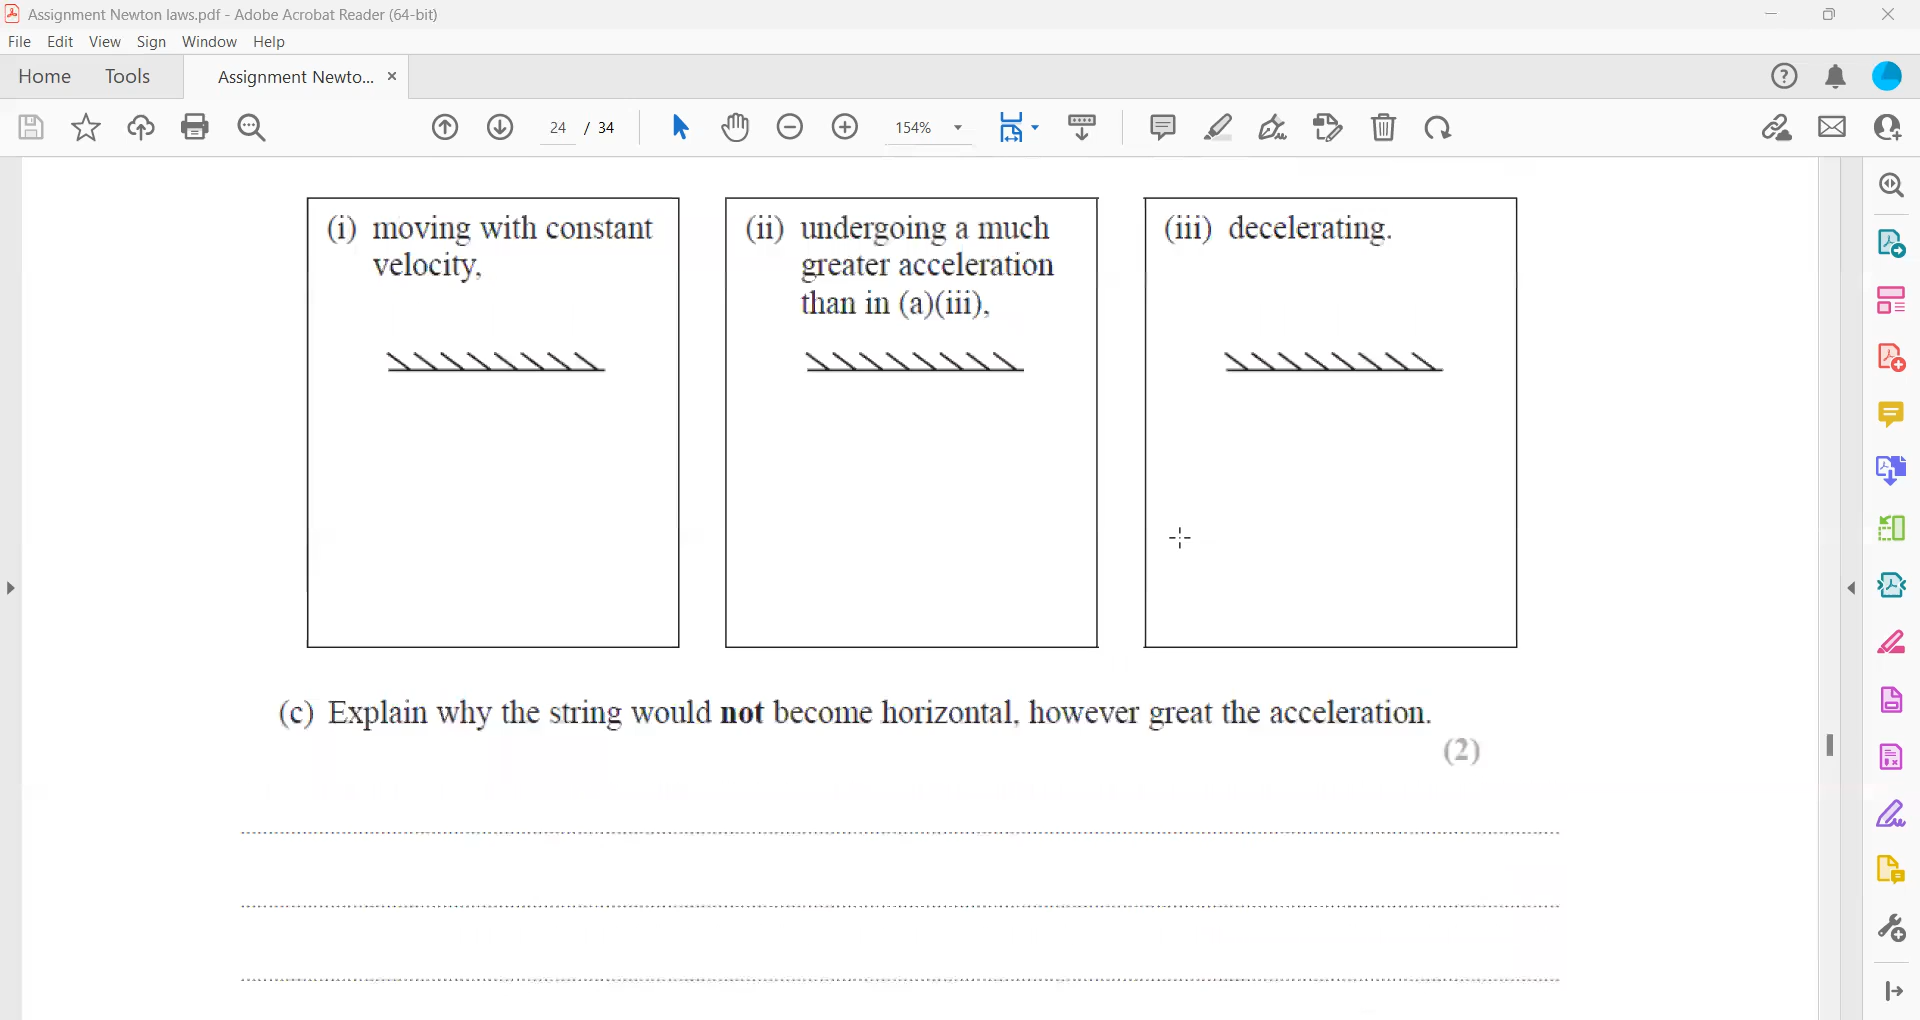 Assignment Newton laws.pdf - Adobe Acrobat Reader (64-bit)
File Edit View Sign Window Help
Home Tools Assignment Newto... ×
24 / 34 154%
(i) moving with constant
velocity,
(ii) undergoing a much
greater acceleration
than in (a)(iii),
(iii) decelerating.
(c) Explain why the string would not become horizontal, however great the acceleration.
(2)